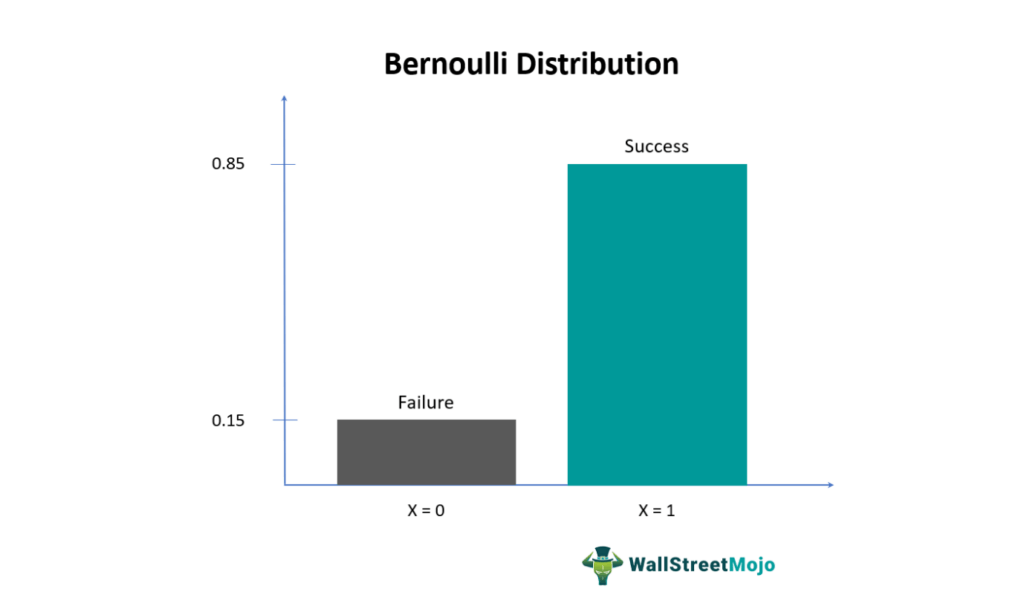 Bernoulli Distribution
Success
0.85
Failure
0.15
X = 0
X = 1
WallStreetMojo